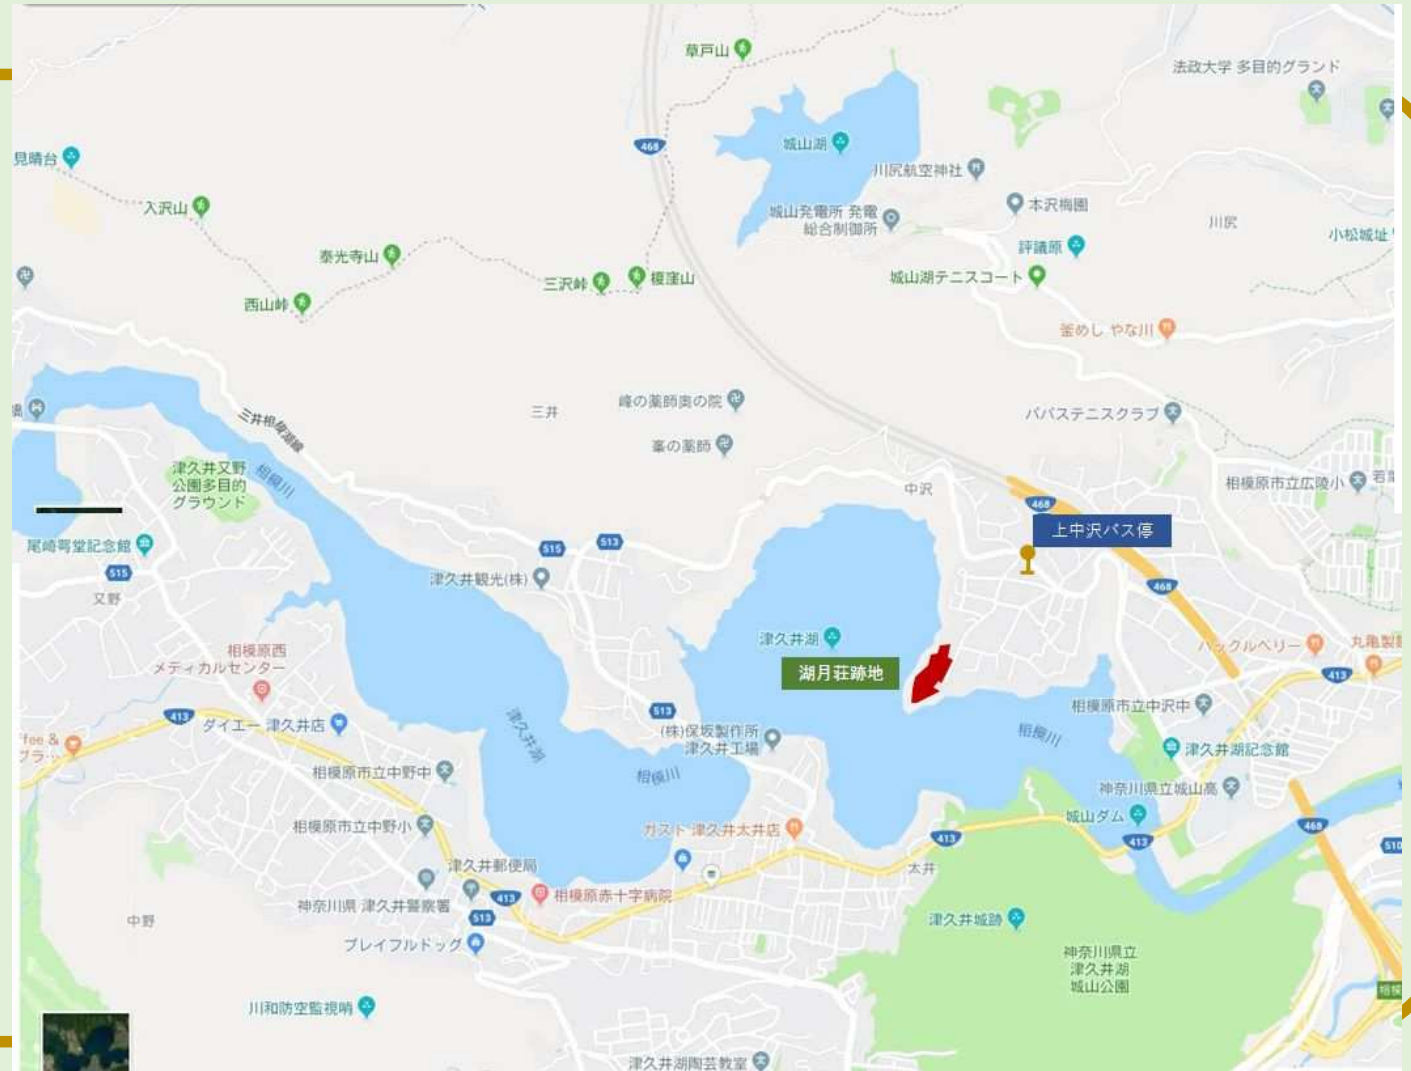 草戸山
法政大学 多目的グランド
468
城山湖
見晴台
川尻航空神社
入沢山
本沢梅園
城山発電所 発電
総合制御所
川尻
小松城址
評議原
泰光寺山
三沢峠
榎窪山
城山湖テニスコート
西山峠
釜めし やな川
峰の薬師奥の院
三井
パパステニスクラブ
三井相模湖線
峯の薬師
津久井又野
公園多目的
グラウンド
相模川
中沢
相模原市立広陵小
若葉
468
上中沢バス停
尾崎咢堂記念館
515
513
515
津久井観光(株)
又野
468
津久井湖
相模原西
メディカルセンター
湖月荘跡地
バックルベリー
丸亀製麺
413
513
相模原市立中沢中
413
ダイエー 津久井店
津久井湖
(株)保坂製作所
津久井工場
相模川
津久井湖記念館
fee &
プラ…
相模原市立中野中
相模川
神奈川県立城山高
城山ダム
相模原市立中野小
ガスト 津久井太井店
413
413
468
510
津久井郵便局
太井
神奈川県 津久井警察署
413
相模原赤十字病院
513
中野
津久井城跡
プレイフルドッグ
神奈川県立
津久井湖
城山公園
相模
川和防空監視哨
津久井湖陶芸教室